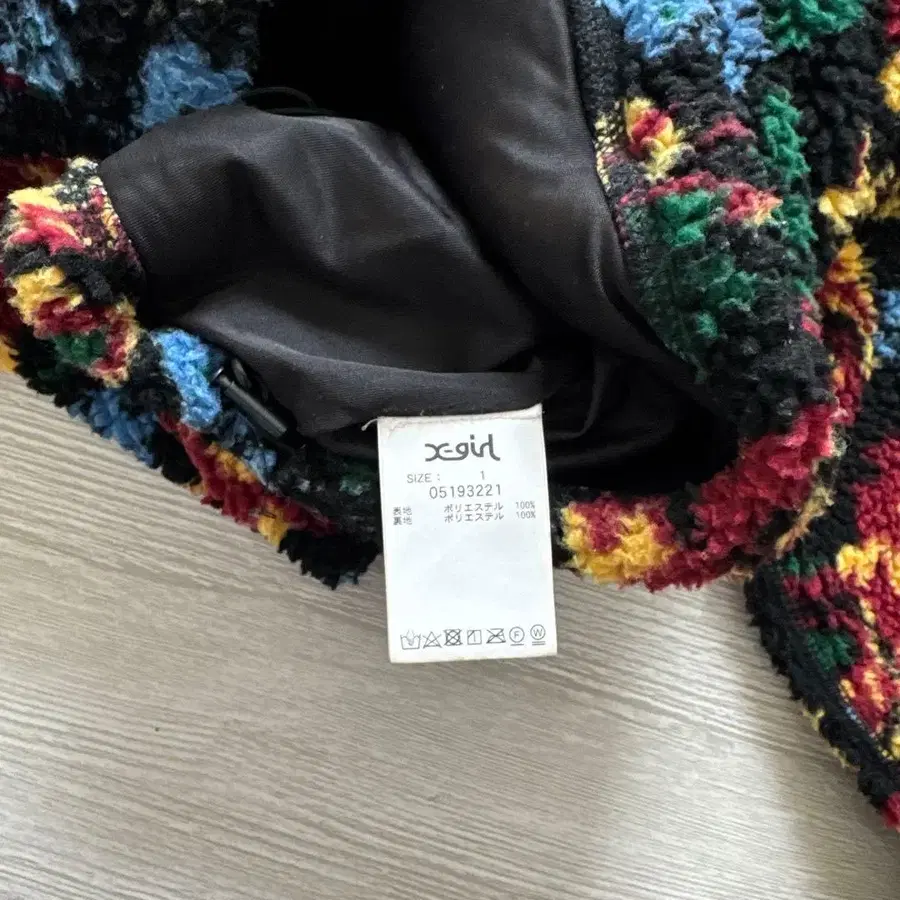 x-girl
SIZE : 1
05193221
表地 ポリエステル 100%
裏地 ポリエステル 100%
F W